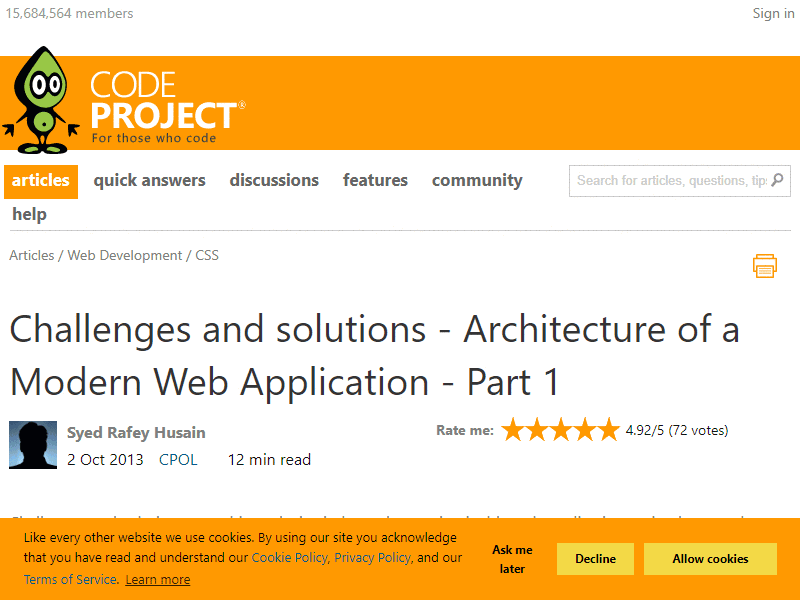 15,684,564 members
Sign in
CODE
PROJECT®
For those who code
articles quick answers discussions features community
Search for articles, questions, tips
help
Articles / Web Development / CSS
Challenges and solutions - Architecture of a
Modern Web Application - Part 1
Syed Rafey Husain
Rate me: 4.92/5 (72 votes)
2 Oct 2013 CPOL 12 min read
Like every other website we use cookies. By using our site you acknowledge
that you have read and understand our Cookie Policy, Privacy Policy, and our
Terms of Service. Learn more
Ask me
later
Decline
Allow cookies